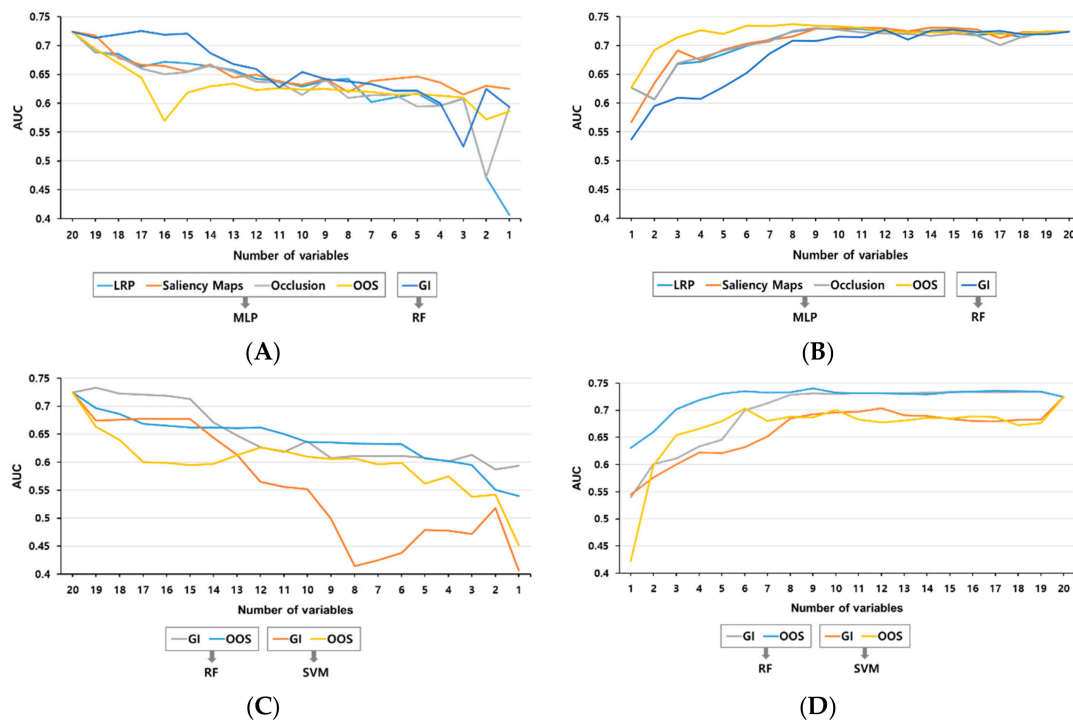 0.75
0.7
0.65
0.6
0.55
0.5
0.45
0.4
AUC
20 19 18 17 16 15 14 13 12 11 10 9 8 7 6 5 4 3 2 1
Number of variables
LRP Saliency Maps Occlusion OOS GI
MLP RF
(A)
0.75
0.7
0.65
0.6
0.55
0.5
0.45
0.4
AUC
1 2 3 4 5 6 7 8 9 10 11 12 13 14 15 16 17 18 19 20
Number of variables
LRP Saliency Maps Occlusion OOS GI
MLP RF
(B)
0.75
0.7
0.65
0.6
0.55
0.5
0.45
0.4
AUC
20 19 18 17 16 15 14 13 12 11 10 9 8 7 6 5 4 3 2 1
Number of variables
GI OOS GI OOS
RF SVM
(C)
0.75
0.7
0.65
0.6
0.55
0.5
0.45
0.4
AUC
1 2 3 4 5 6 7 8 9 10 11 12 13 14 15 16 17 18 19 20
Number of variables
GI OOS GI OOS
RF SVM
(D)